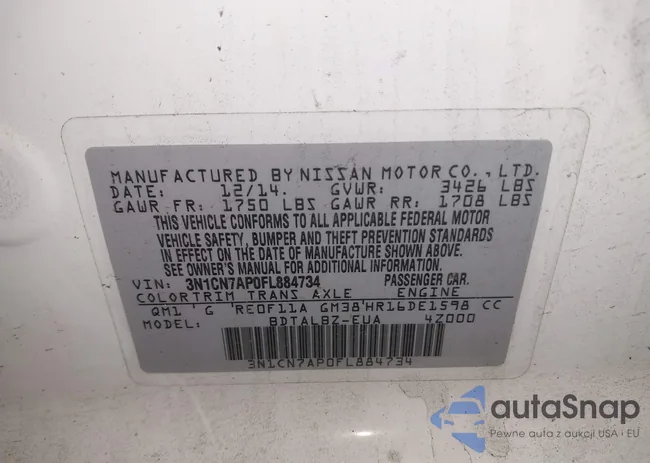 MANUFACTURED BY NISSAN MOTOR CO., LTD.
DATE: 12/14. GVWR: 3426 LBS
GAWR FR: 1750 LBS GAWR RR: 1708 LBS
THIS VEHICLE CONFORMS TO ALL APPLICABLE FEDERAL MOTOR
VEHICLE SAFETY, BUMPER AND THEFT PREVENTION STANDARDS
IN EFFECT ON THE DATE OF MANUFACTURE SHOWN ABOVE.
SEE OWNER'S MANUAL FOR ADDITIONAL INFORMATION
VIN: 3N1CN7AP0FL884734 PASSENGER CAR.
COLORTRIM TRANS AXLE ENGINE
QM1 ' G RE0F11A GM38'HR16DE1598 CC
MODEL: BDTALBZ-EUA 4Z000
3N1CN7AP0FL884734
autaSnap
Pewne auta z aukcji USA i EU